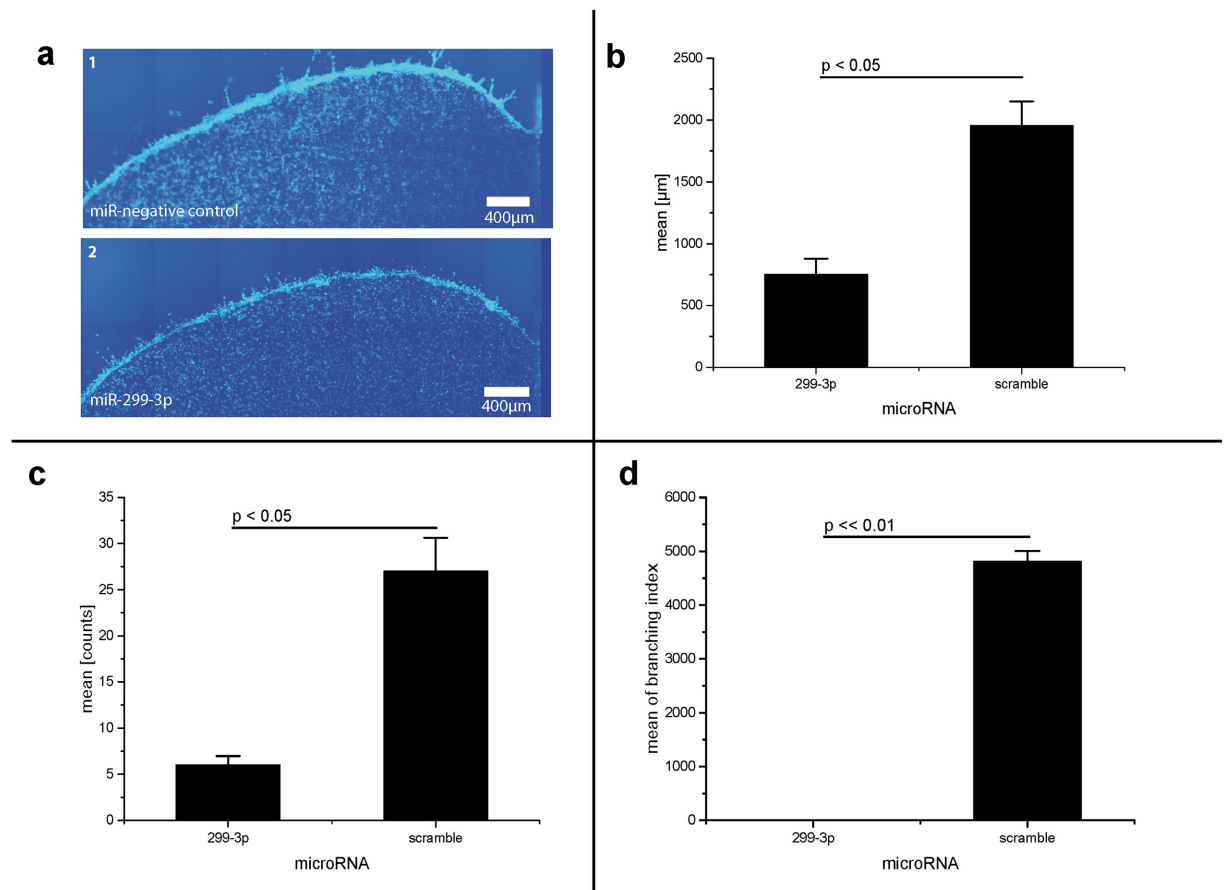 a
1
miR-negative control
400µm
2
miR-299-3p
400µm
b
p < 0.05
2500
2000
1500
1000
500
0
mean [µm]
299-3p
scramble
microRNA
c
p < 0.05
35
30
25
20
15
10
5
0
mean [counts]
299-3p
scramble
microRNA
d
p << 0.01
6000
5000
4000
3000
2000
1000
0
mean of branching index
299-3p
scramble
microRNA